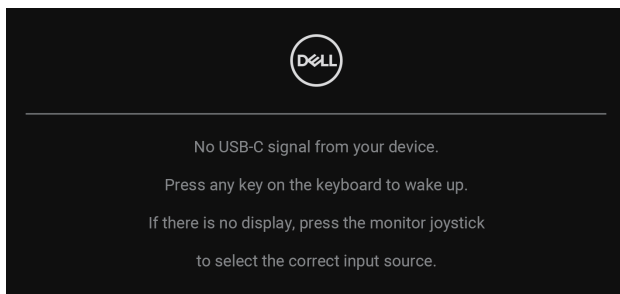 DELL
No USB-C signal from your device.
Press any key on the keyboard to wake up.
If there is no display, press the monitor joystick
to select the correct input source.